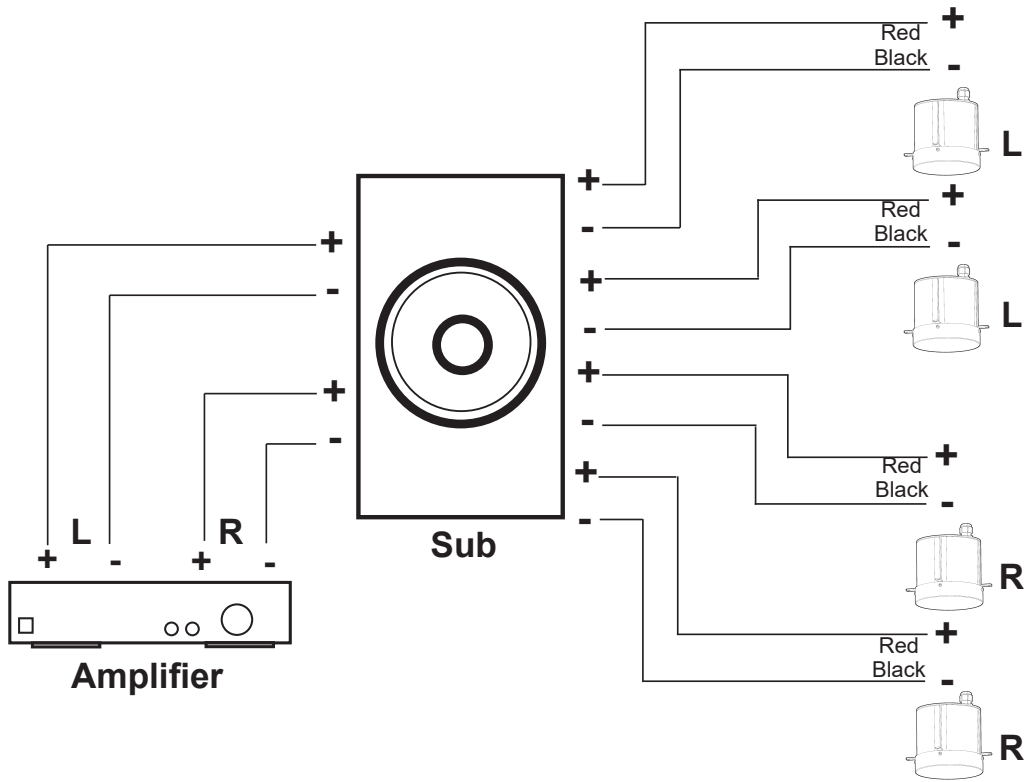 +
Red
Black
-
L
+
-
+
Red
Black
-
L
+
-
+
-
+
-
+
-
+
Red
Black
-
R
+
-
+
-
Sub
L
R
+
-
+
-
Amplifier
+
Red
Black
-
R